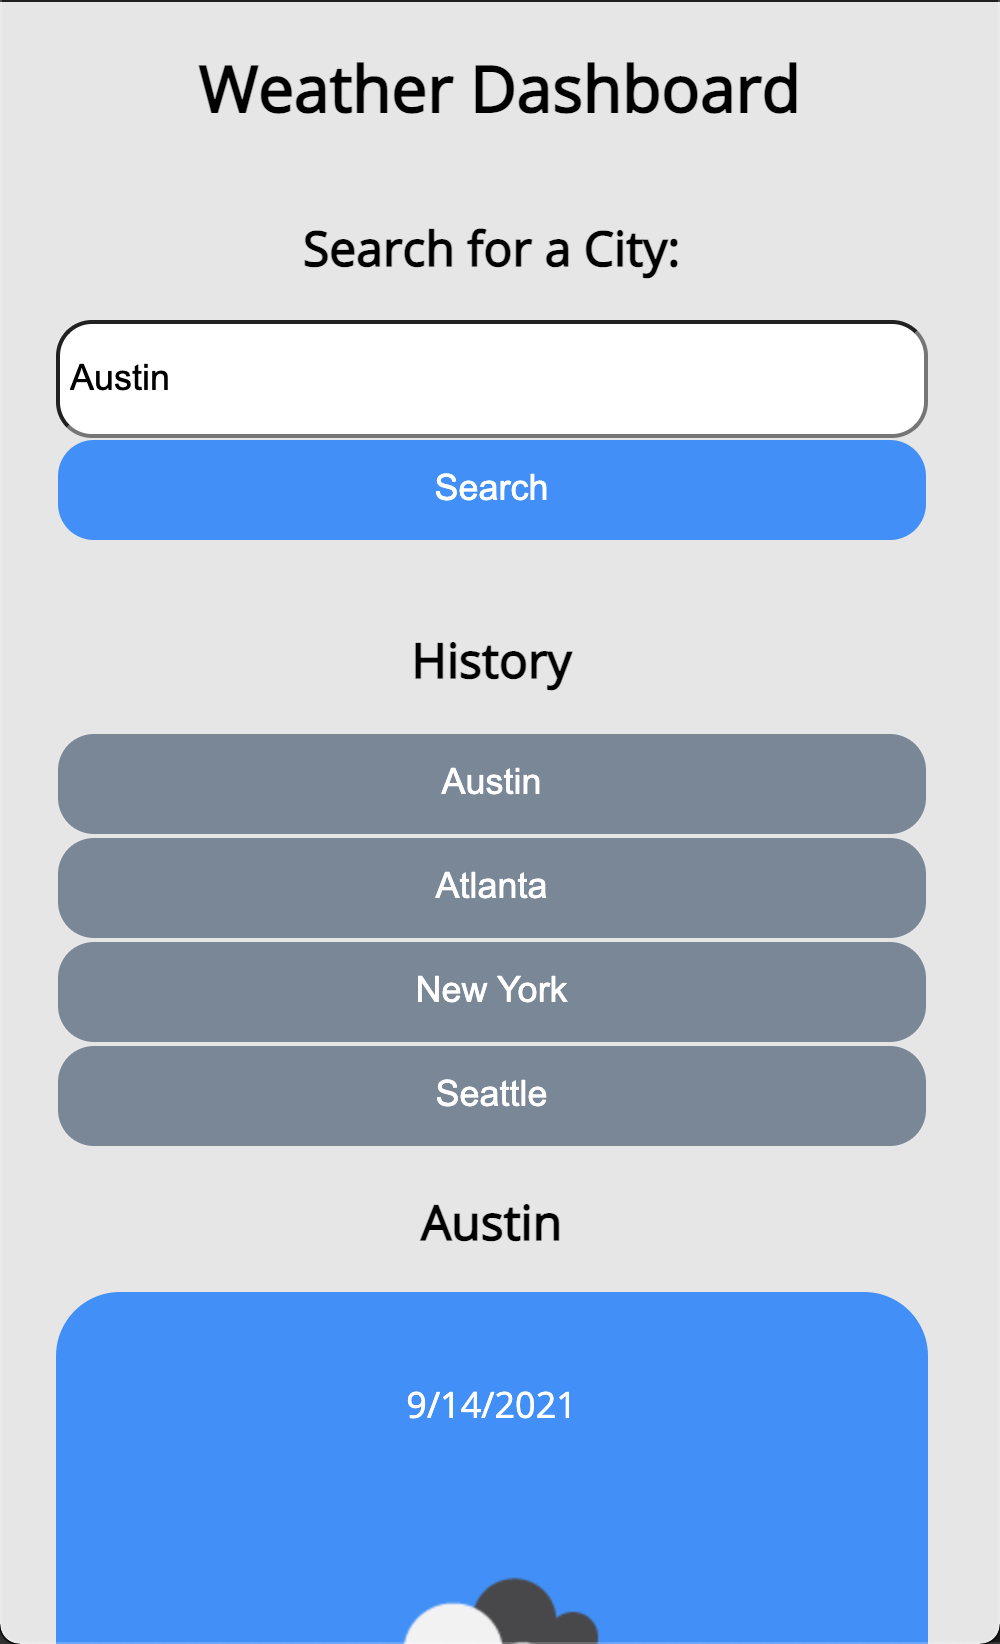 Weather Dashboard
Search for a City:
Austin
Search
History
Austin
Atlanta
New York
Seattle
Austin
9/14/2021